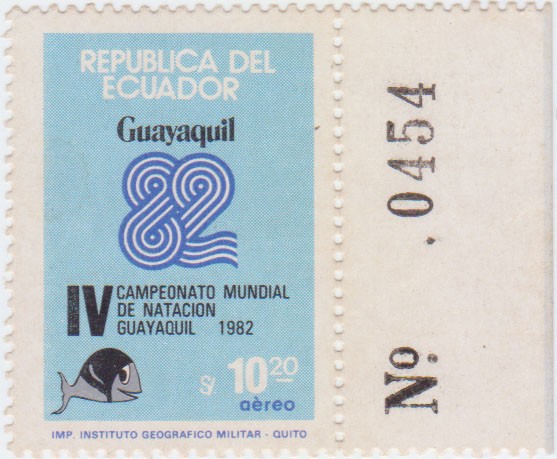 REPUBLICA DEL
ECUADOR
Guayaquil
82
IV CAMPEONATO MUNDIAL
DE NATACION
GUAYAQUIL 1982
S/ 10.20
aèreo
IMP. INSTITUTO GEOGRAFICO MILITAR - QUITO
Nº. .0454